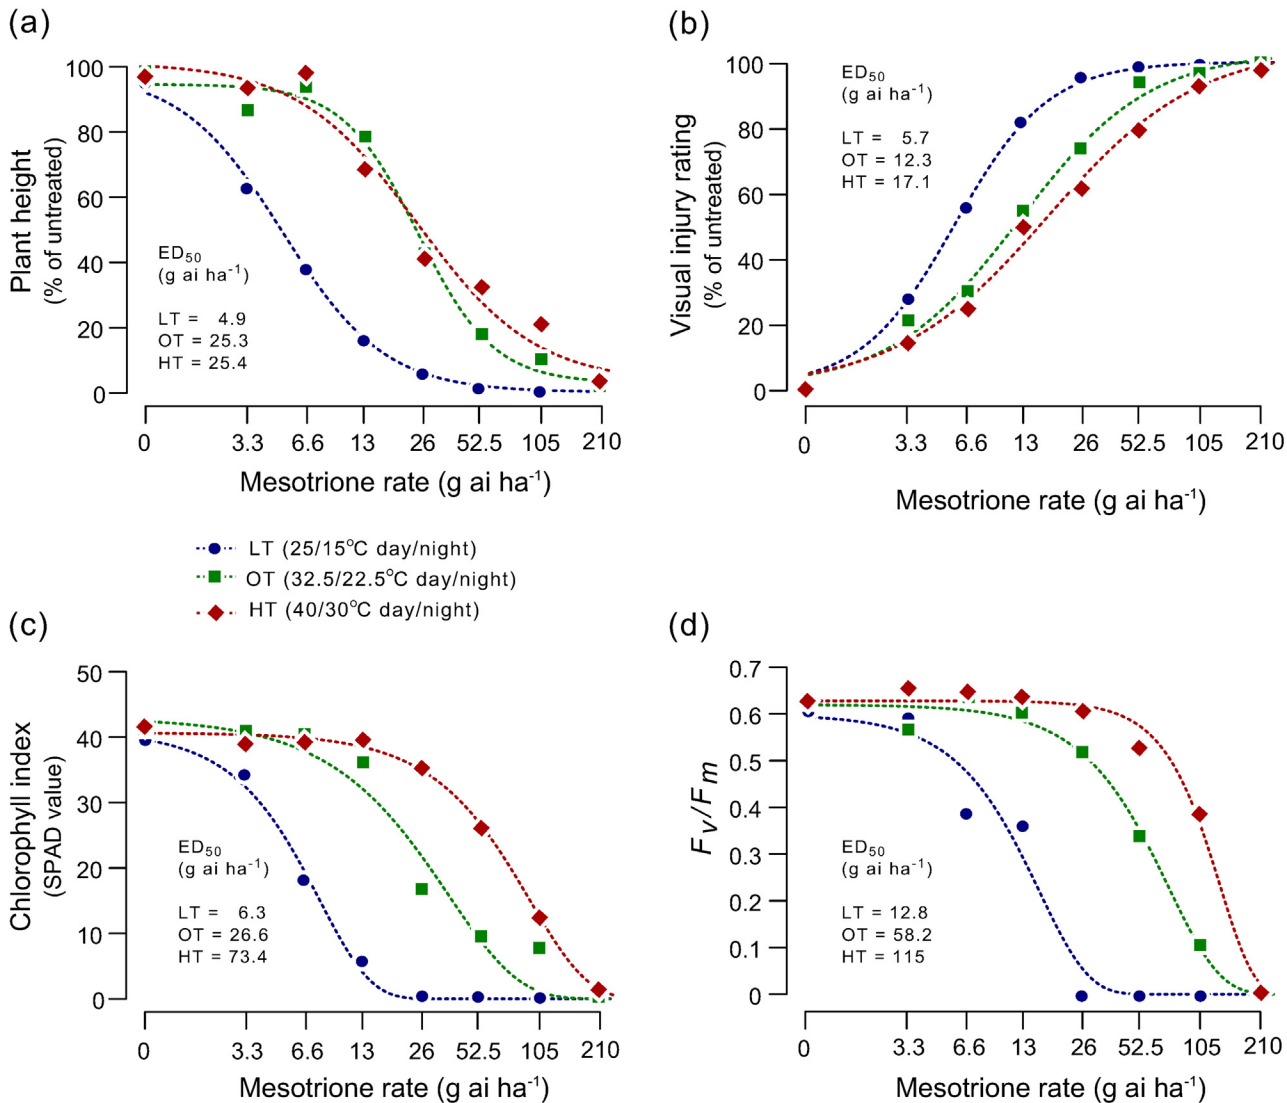 (a)
100
80
60
40
20
0
Plant height
(% of untreated)
ED50
(g ai ha-1)
LT = 4.9
OT = 25.3
HT = 25.4
0 3.3 6.6 13 26 52.5 105 210
Mesotrione rate (g ai ha-1)
(b)
100
80
60
40
20
0
Visual injury rating
(% of untreated)
ED50
(g ai ha-1)
LT = 5.7
OT = 12.3
HT = 17.1
0 3.3 6.6 13 26 52.5 105 210
Mesotrione rate (g ai ha-1)
LT (25/15°C day/night)
OT (32.5/22.5°C day/night)
HT (40/30°C day/night)
(c)
50
40
30
20
10
0
Chlorophyll index
(SPAD value)
ED50
(g ai ha-1)
LT = 6.3
OT = 26.6
HT = 73.4
0 3.3 6.6 13 26 52.5 105 210
Mesotrione rate (g ai ha-1)
(d)
0.7
0.6
0.5
0.4
0.3
0.2
0.1
0
Fv/Fm
ED50
(g ai ha-1)
LT = 12.8
OT = 58.2
HT = 115
0 3.3 6.6 13 26 52.5 105 210
Mesotrione rate (g ai ha-1)